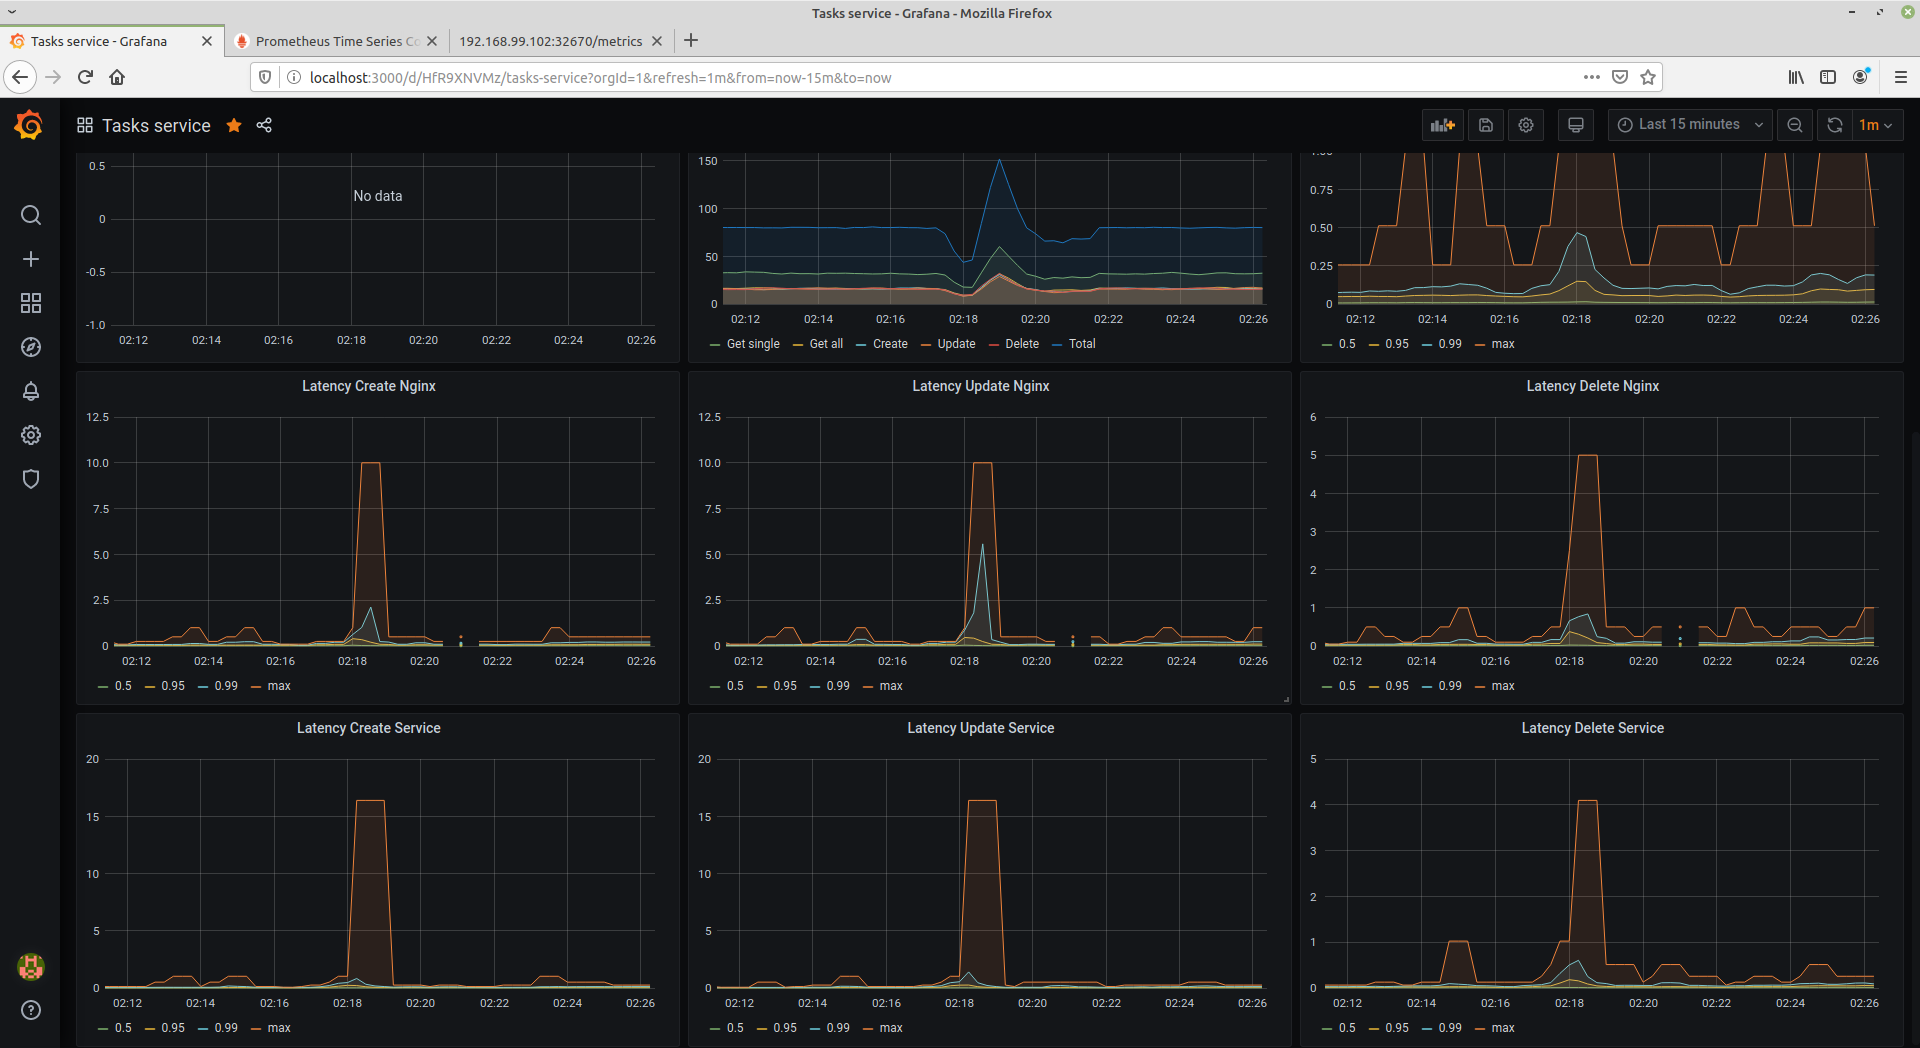 Tasks service - Grafana - Mozilla Firefox
Tasks service - Grafana
Prometheus Time Series Co
192.168.99.102:32670/metrics
localhost:3000/d/HfR9XNVMz/tasks-service?orgId=1&refresh=1m&from=now-15m&to=now
Tasks service
Last 15 minutes
1m
0.5
0
-0.5
-1.0
No data
02:12 02:14 02:16 02:18 02:20 02:22 02:24 02:26
150
100
50
0
02:12 02:14 02:16 02:18 02:20 02:22 02:24 02:26
Get single Get all Create Update Delete Total
1.00
0.75
0.50
0.25
0
02:12 02:14 02:16 02:18 02:20 02:22 02:24 02:26
0.5 0.95 0.99 max
Latency Create Nginx
12.5
10.0
7.5
5.0
2.5
0
02:12 02:14 02:16 02:18 02:20 02:22 02:24 02:26
0.5 0.95 0.99 max
Latency Update Nginx
12.5
10.0
7.5
5.0
2.5
0
02:12 02:14 02:16 02:18 02:20 02:22 02:24 02:26
0.5 0.95 0.99 max
Latency Delete Nginx
6
5
4
3
2
1
0
02:12 02:14 02:16 02:18 02:20 02:22 02:24 02:26
0.5 0.95 0.99 max
Latency Create Service
20
15
10
5
0
02:12 02:14 02:16 02:18 02:20 02:22 02:24 02:26
0.5 0.95 0.99 max
Latency Update Service
20
15
10
5
0
02:12 02:14 02:16 02:18 02:20 02:22 02:24 02:26
0.5 0.95 0.99 max
Latency Delete Service
5
4
3
2
1
0
02:12 02:14 02:16 02:18 02:20 02:22 02:24 02:26
0.5 0.95 0.99 max